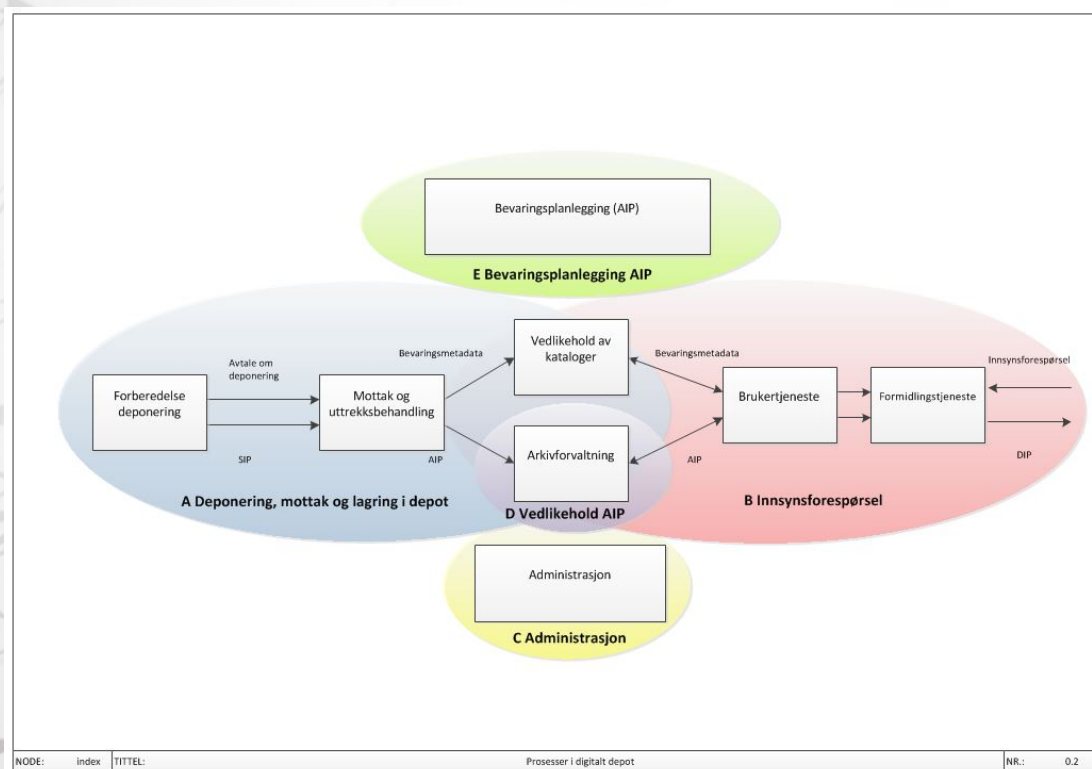 Bevaringsplanlegging (AIP)
E Bevaringsplanlegging AIP
Forberedelse
deponering
Avtale om
deponering
SIP
Mottak og
uttrekksbehandling
Bevaringsmetadata
AIP
A Deponering, mottak og lagring i depot
Vedlikehold av
kataloger
Arkivforvaltning
D Vedlikehold AIP
Bevaringsmetadata
AIP
Brukertjeneste
Formidlingstjeneste
Innsynsforespørsel
DIP
B Innsynsforespørsel
Administrasjon
C Administrasjon
NODE: index TITTEL: Prosesser i digitalt depot NR.: 0.2